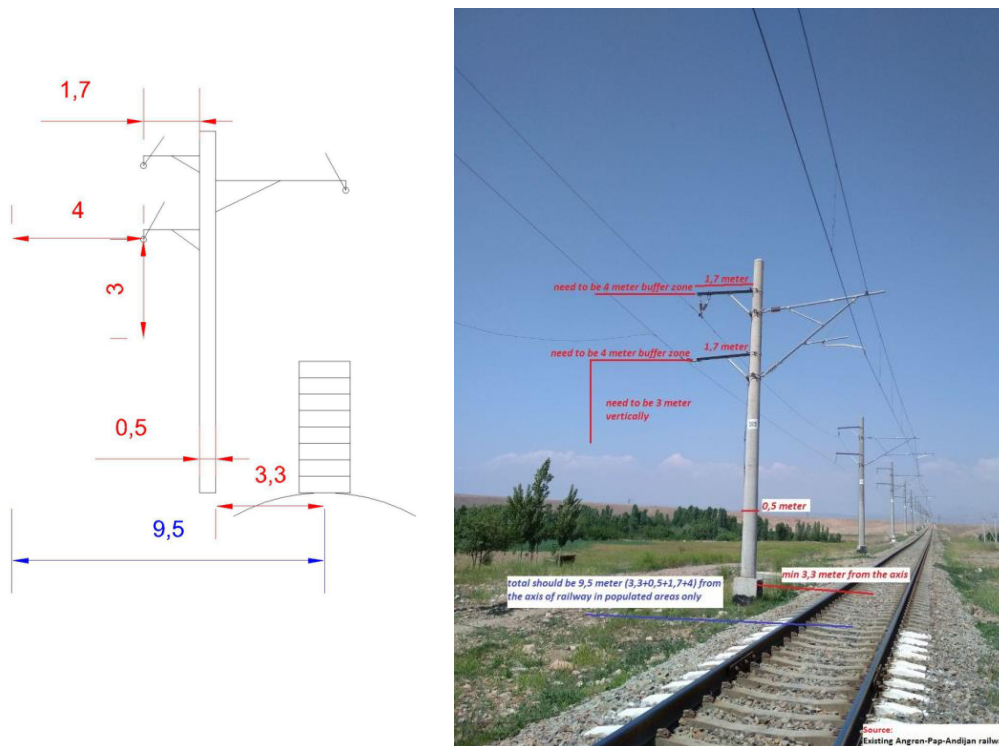 1,7
4
3
0,5
3,3
9,5
1,7 meter
need to be 4 meter buffer zone
1,7 meter
need to be 4 meter buffer zone
need to be 3 meter
vertically
0,5 meter
total should be 9,5 meter (3,3+0,5+1,7+4) from
the axis of railway in populated areas only
min 3,3 meter from the axis
Source:
Existing Angren-Pap-Andijan railw